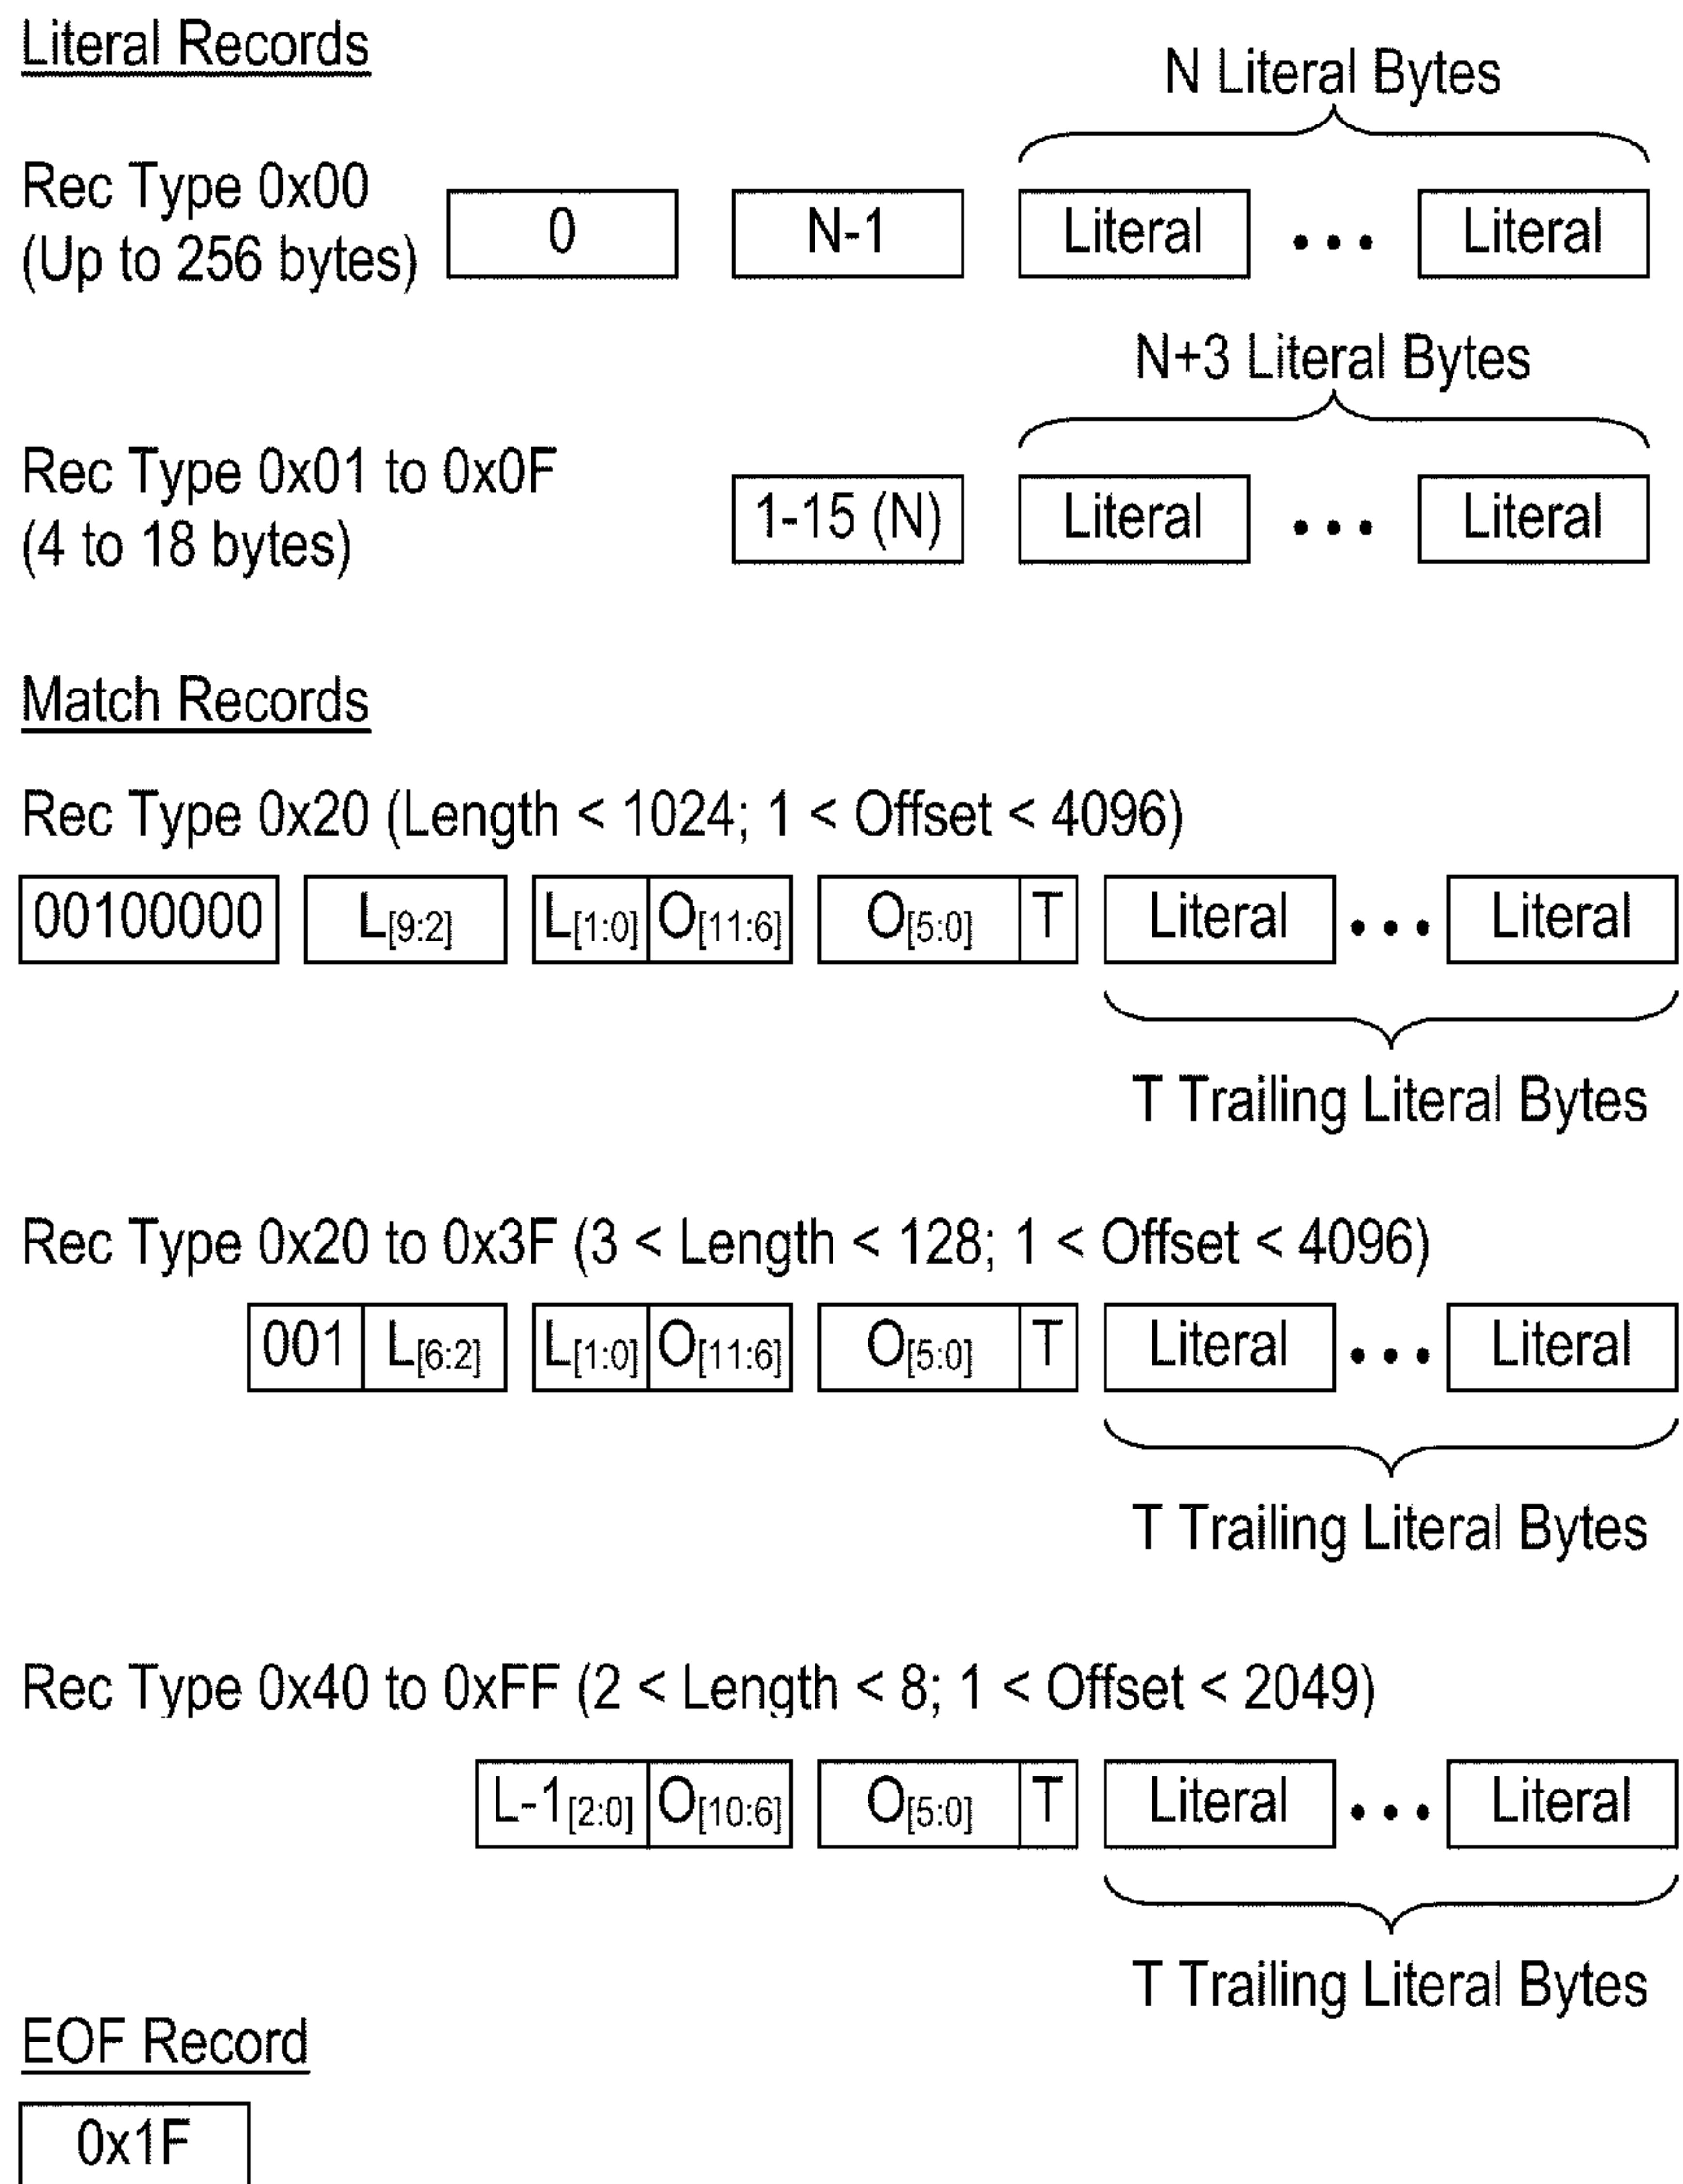 Literal Records
N Literal Bytes
Rec Type 0x00
(Up to 256 bytes)
0 N-1 Literal ••• Literal
N+3 Literal Bytes
Rec Type 0x01 to 0x0F
(4 to 18 bytes)
1-15 (N) Literal ••• Literal
Match Records
Rec Type 0x20 (Length < 1024; 1 < Offset < 4096)
00100000 L[9:2] L[1:0] O[11:6] O[5:0] T Literal ••• Literal
T Trailing Literal Bytes
Rec Type 0x20 to 0x3F (3 < Length < 128; 1 < Offset < 4096)
001 L[6:2] L[1:0] O[11:6] O[5:0] T Literal ••• Literal
T Trailing Literal Bytes
Rec Type 0x40 to 0xFF (2 < Length < 8; 1 < Offset < 2049)
L-1[2:0] O[10:6] O[5:0] T Literal ••• Literal
T Trailing Literal Bytes
EOF Record
0x1F